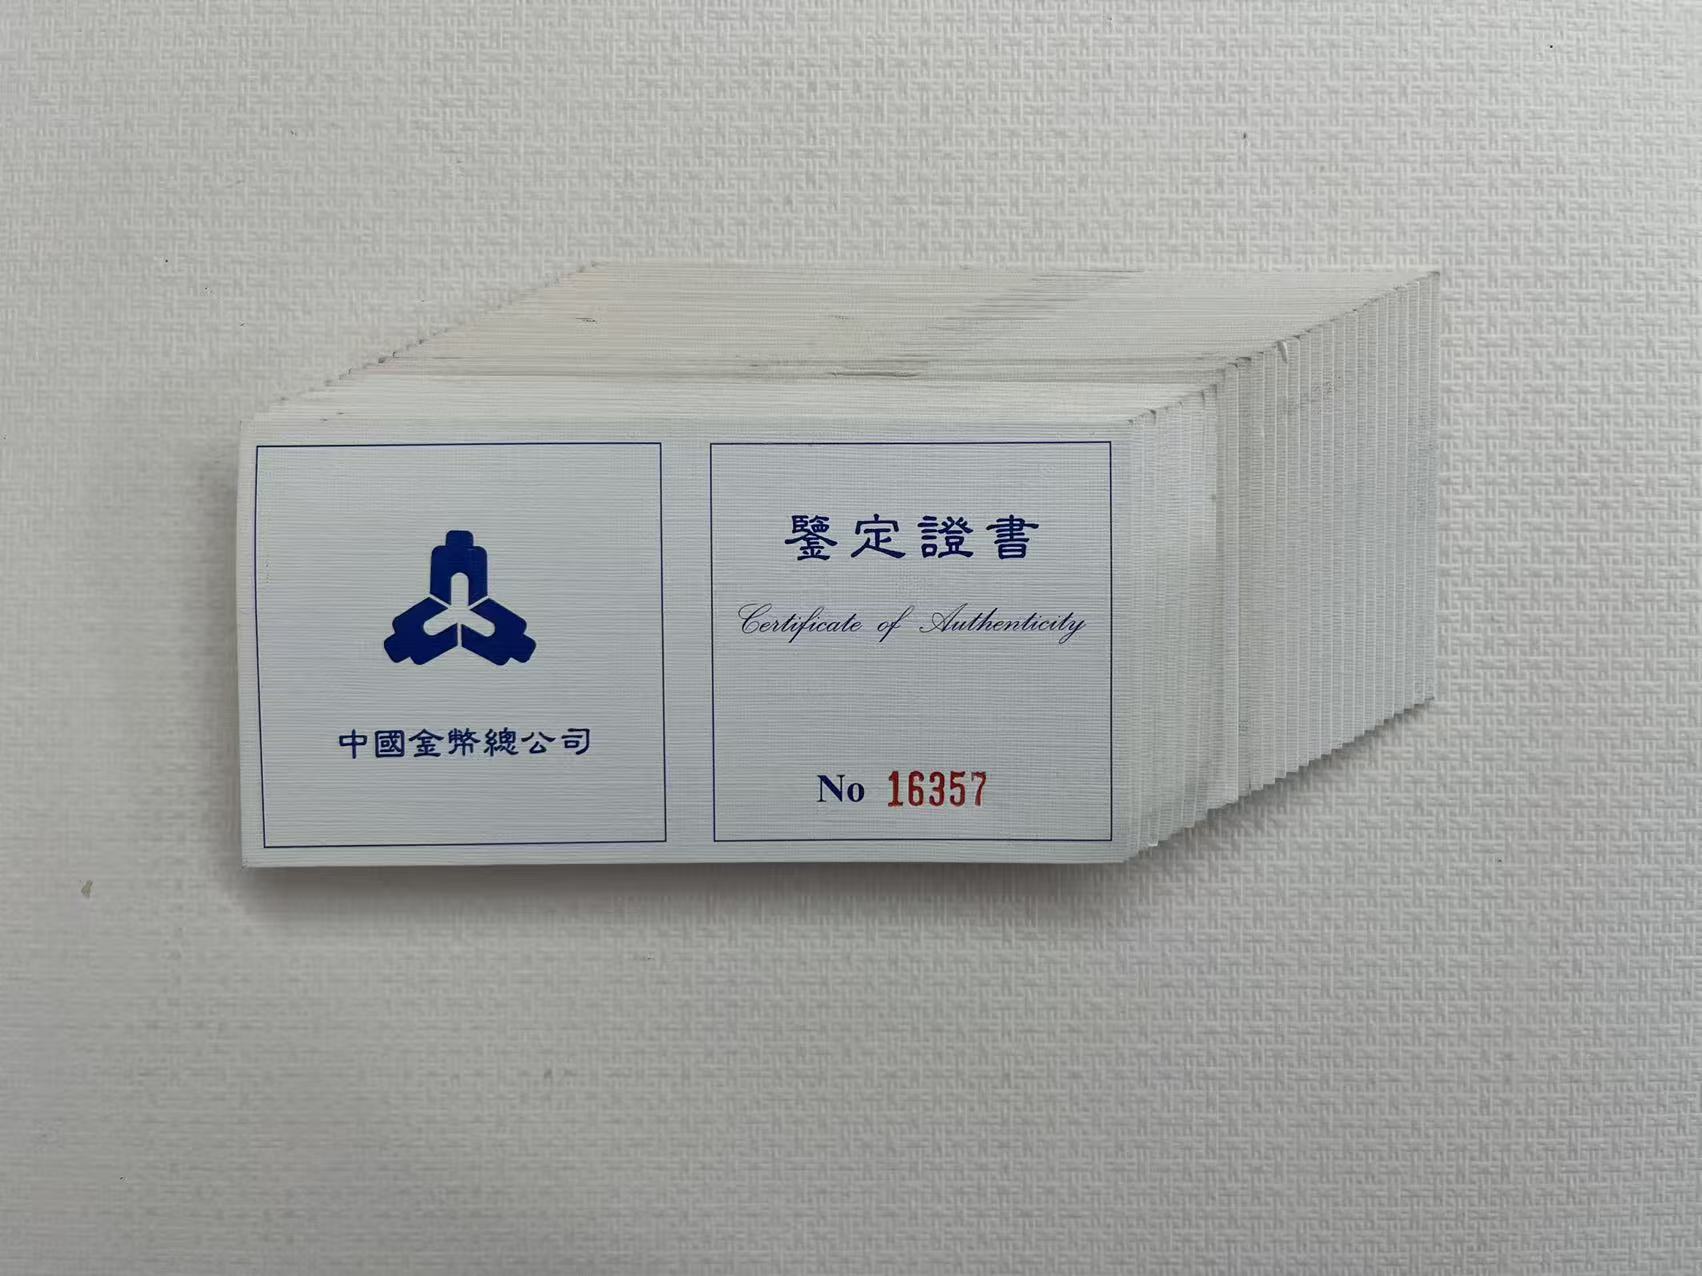 中國金幣總公司
鑒定證書
Certificate of Authenticity
No 16357